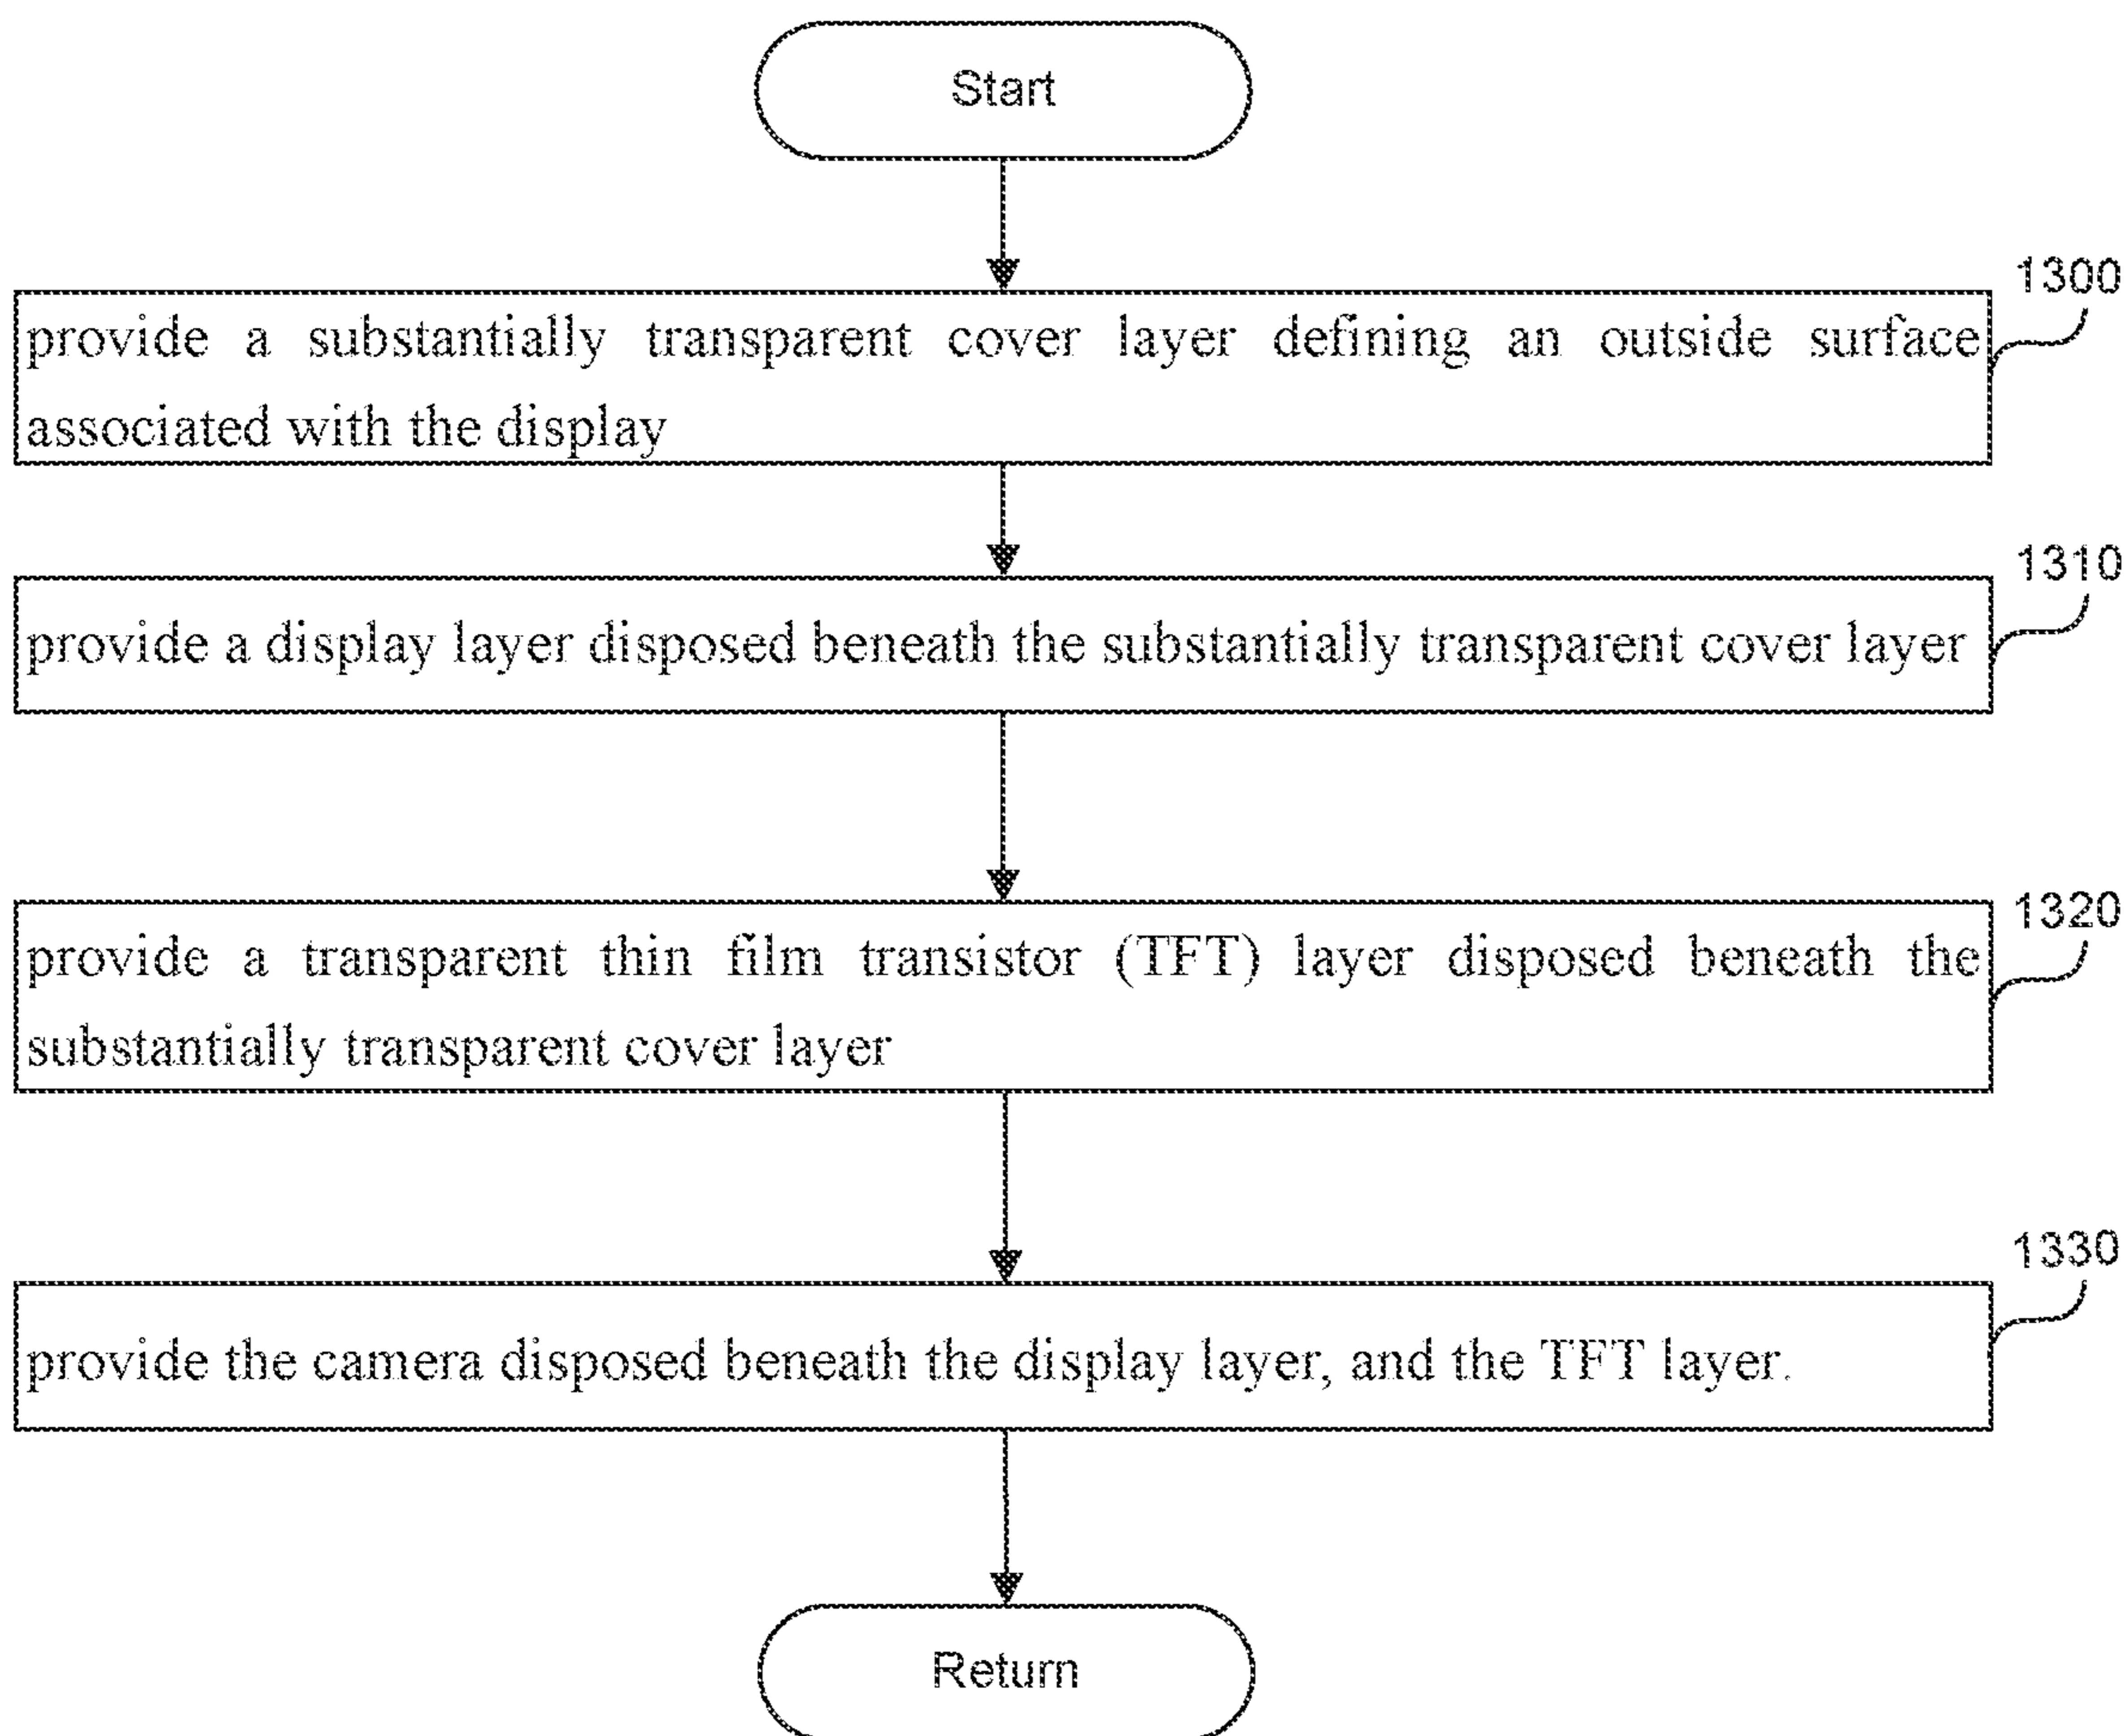 Start
1300
provide a substantially transparent cover layer defining an outside surface
associated with the display
1310
provide a display layer disposed beneath the substantially transparent cover layer
1320
provide a transparent thin film transistor (TFT) layer disposed beneath the
substantially transparent cover layer
1330
provide the camera disposed beneath the display layer, and the TFT layer.
Return